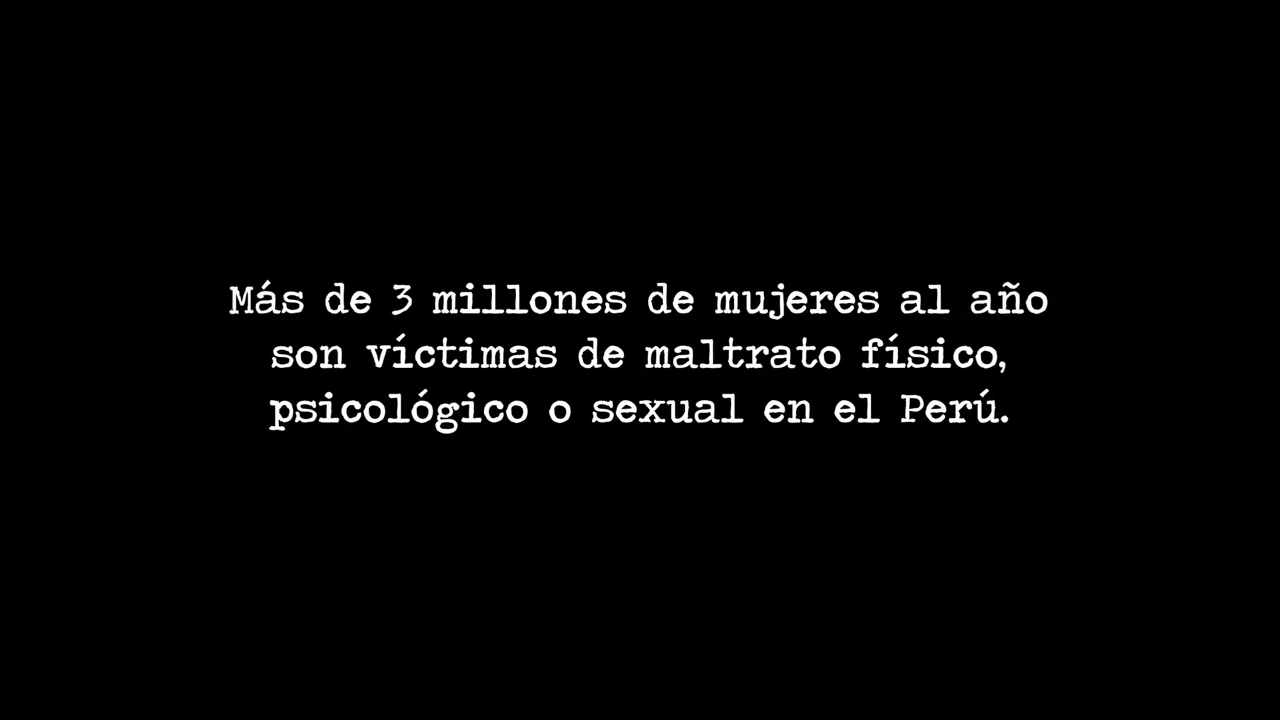 Más de 3 millones de mujeres al año
son víctimas de maltrato físico,
psicológico o sexual en el Perú.